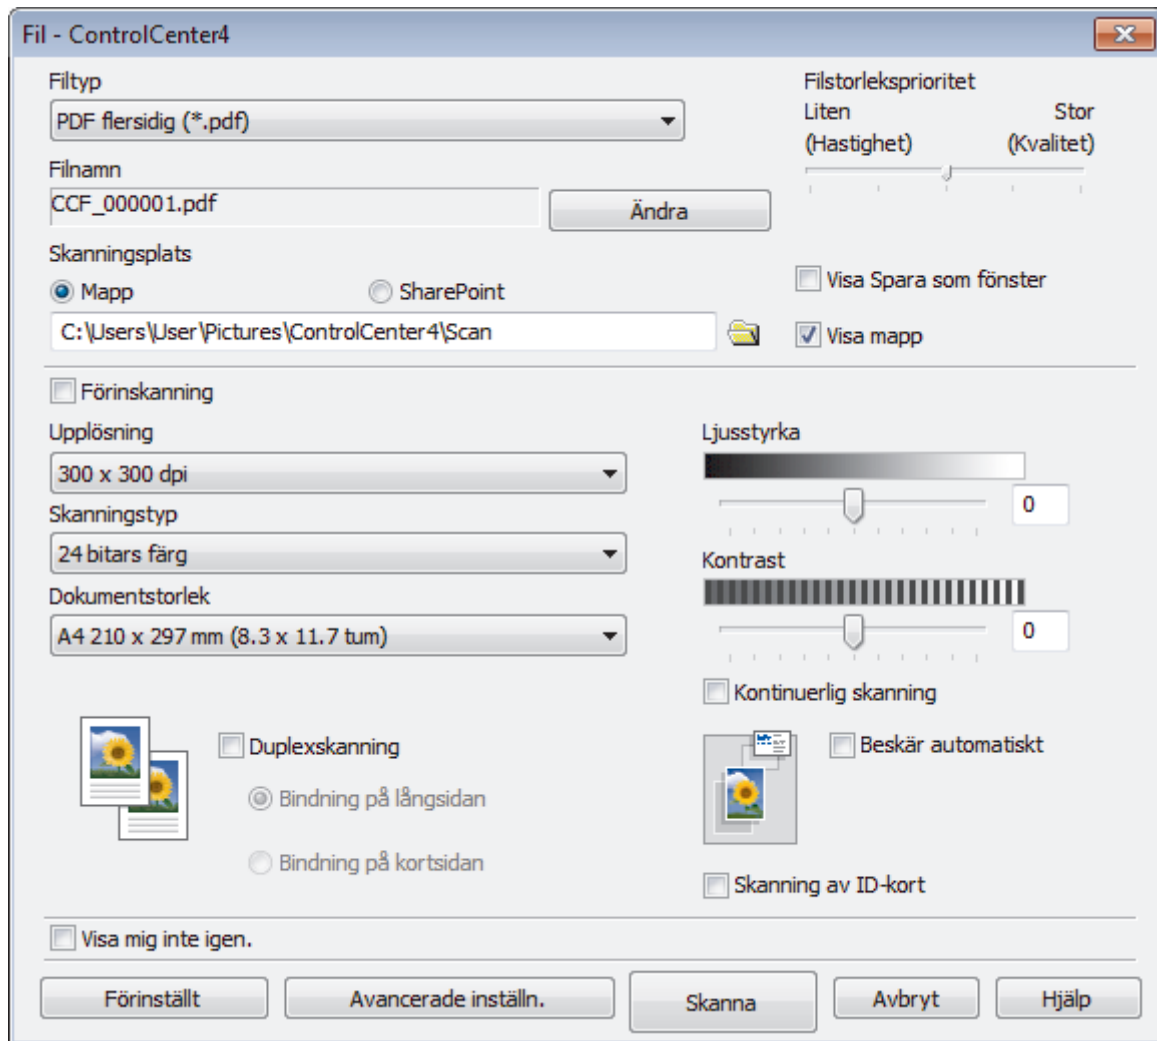 Fil - ControlCenter4
Filtyp
PDF flersidig (*.pdf)
Filstorleksprioritet
Liten Stor
(Hastighet) (Kvalitet)
Filnamn
CCF_000001.pdf
Ändra
Skanningsplats
Mapp SharePoint
Visa Spara som fönster
C:\Users\User\Pictures\ControlCenter4\Scan
Visa mapp
Förinskanning
Upplösning
300 x 300 dpi
Skanningstyp
24 bitars färg
Dokumentstorlek
A4 210 x 297 mm (8.3 x 11.7 tum)
Ljusstyrka
0
Kontrast
0
Kontinuerlig skanning
Duplexskanning
Bindning på långsidan
Bindning på kortsidan
Beskär automatiskt
Skanning av ID-kort
Visa mig inte igen.
Förinställt Avancerade inställn. Skanna Avbryt Hjälp